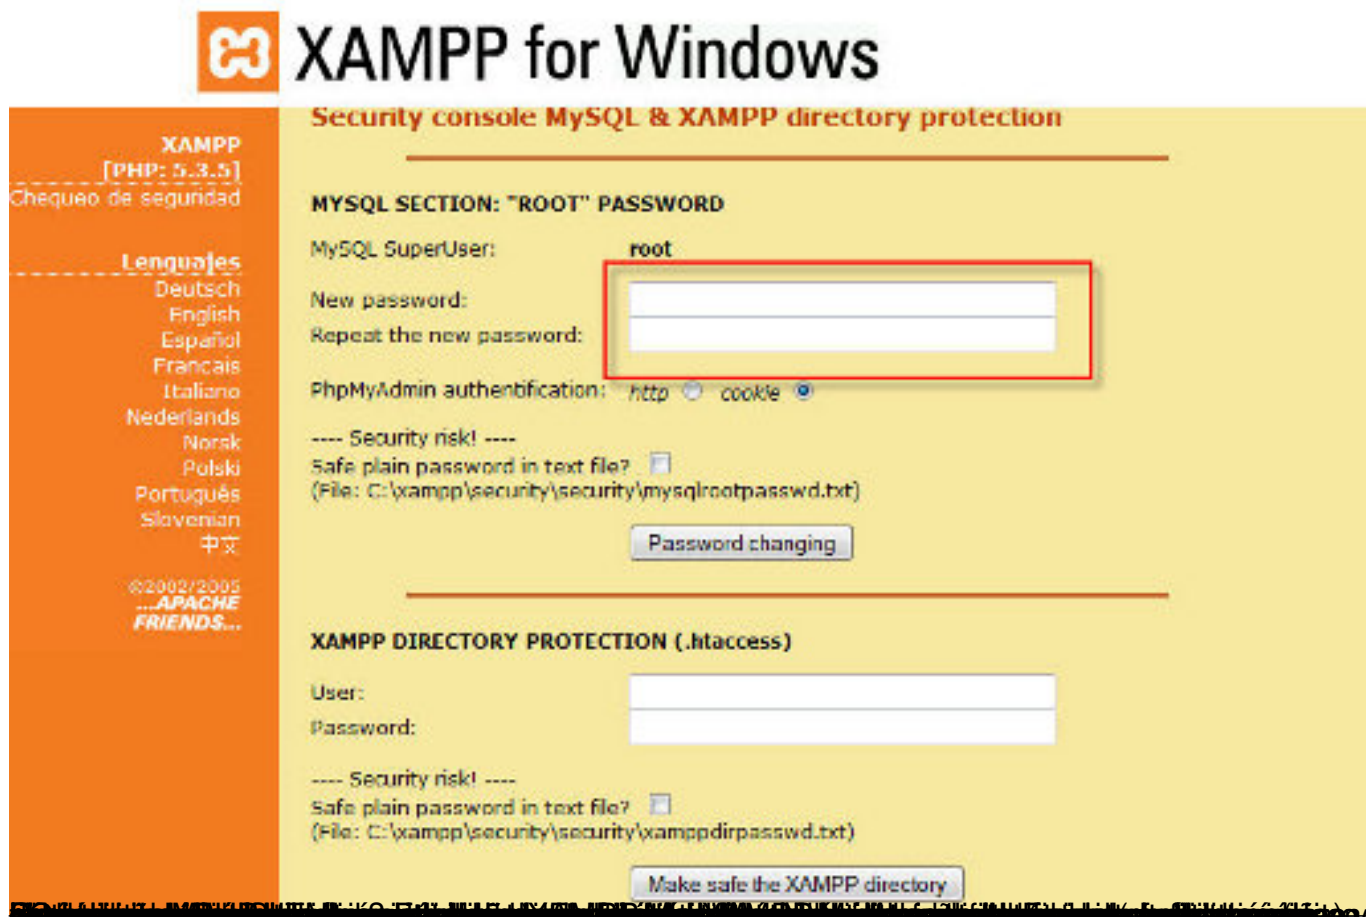 XAMPP for Windows
Security console MySQL & XAMPP directory protection
XAMPP
[PHP: 5.3.5]
Chequeo de seguridad
Lenguajes
Deutsch
English
Español
Francais
Italiano
Nederlands
Norsk
Polski
Português
Slovenian
中文
©2002/2005
...APACHE
FRIENDS...
MYSQL SECTION: "ROOT" PASSWORD
MySQL SuperUser: root
New password:
Repeat the new password:
PhpMyAdmin authentification: http cookie
---- Security risk! ----
Safe plain password in text file?
(File: C:\xampp\security\security\mysqlrootpasswd.txt)
Password changing
XAMPP DIRECTORY PROTECTION (.htaccess)
User:
Password:
---- Security risk! ----
Safe plain password in text file?
(File: C:\xampp\security\security\xamppdirpasswd.txt)
Make safe the XAMPP directory